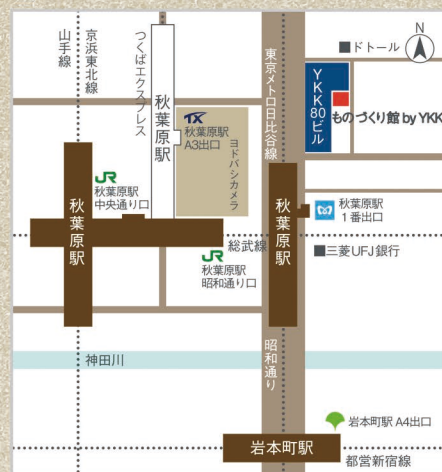 山手線
京浜東北線
つくばエクスプレス
秋葉原駅
TX
秋葉原駅
A3出口
ヨドバシカメラ
東京メトロ日比谷線
■ドトール
N
YKK80ビル
ものづくり館 by YKK
JR
秋葉原駅
中央通り口
秋葉原駅
秋葉原駅
秋葉原駅
1番出口
総武線
JR
秋葉原駅
昭和通り口
■三菱UFJ銀行
神田川
昭和通り
岩本町駅 A4出口
岩本町駅
都営新宿線